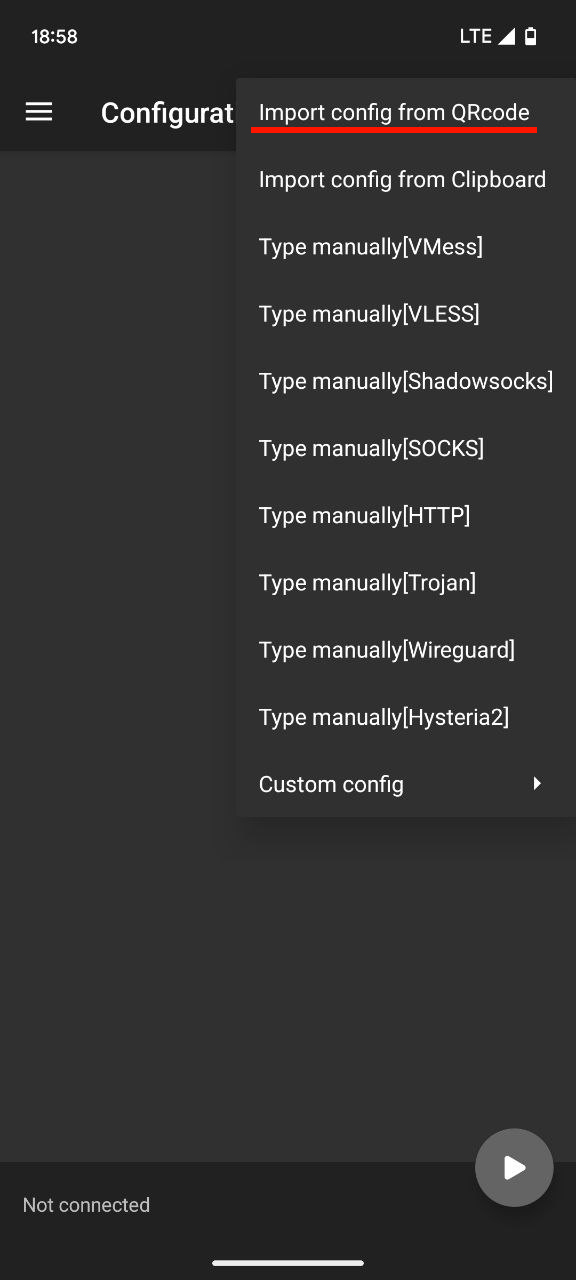 18:58
LTE
Configurat
Import config from QRcode
Import config from Clipboard
Type manually[VMess]
Type manually[VLESS]
Type manually[Shadowsocks]
Type manually[SOCKS]
Type manually[HTTP]
Type manually[Trojan]
Type manually[Wireguard]
Type manually[Hysteria2]
Custom config
Not connected